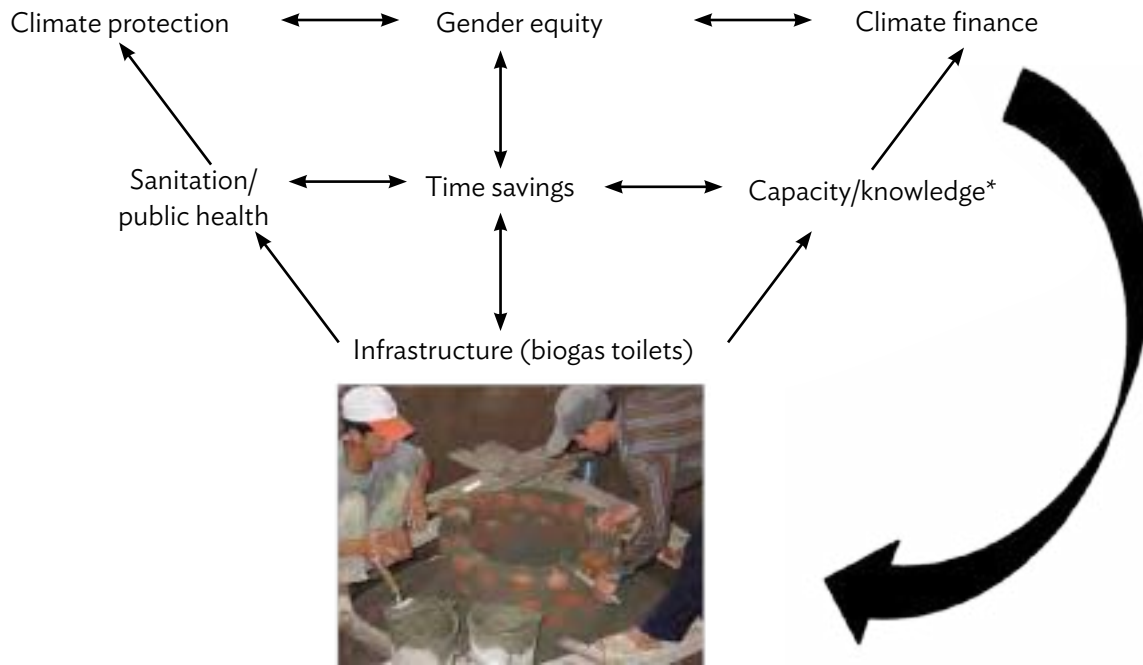 Climate protection
Gender equity
Climate finance
Sanitation/
public health
Time savings
Capacity/knowledge*
Infrastructure (biogas toilets)